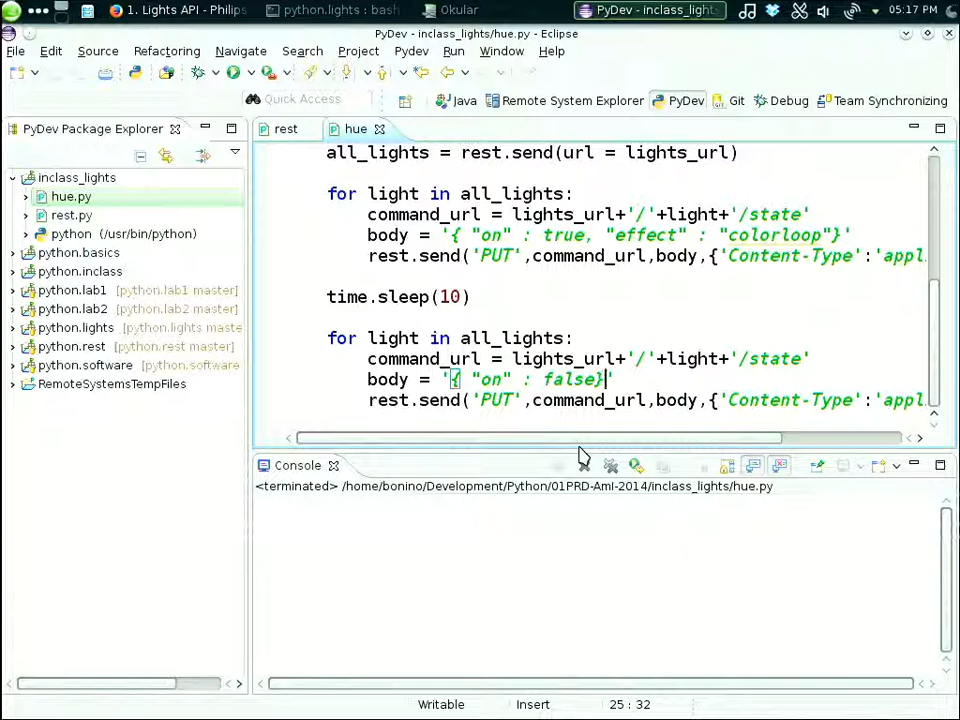 1. Lights API - Philips
python.lights : bash
Okular
PyDev - inclass_lights/
05:17 PM
PyDev - inclass_lights/hue.py - Eclipse
File Edit Source Refactoring Navigate Search Project Pydev Run Window Help
Quick Access
Java
Remote System Explorer
PyDev
Git
Debug
Team Synchronizing
PyDev Package Explorer
inclass_lights
hue.py
rest.py
python (/usr/bin/python)
python.basics
python.inclass
python.lab1 [python.lab1 master]
python.lab2 [python.lab2 master]
python.lights [python.lights maste
python.rest [python.rest master]
python.software [python.software]
RemoteSystemsTempFiles
rest
hue
all_lights = rest.send(url = lights_url)
for light in all_lights:
command_url = lights_url+'/'+light+'/state'
body = '{ "on" : true, "effect" : "colorloop"}'
rest.send('PUT',command_url,body,{'Content-Type':'appl
time.sleep(10)
for light in all_lights:
command_url = lights_url+'/'+light+'/state'
body = '{ "on" : false}'
rest.send('PUT',command_url,body,{'Content-Type':'appl
Console
<terminated> /home/bonino/Development/Python/01PRD-AmI-2014/inclass_lights/hue.py
Writable
Insert
25 : 32